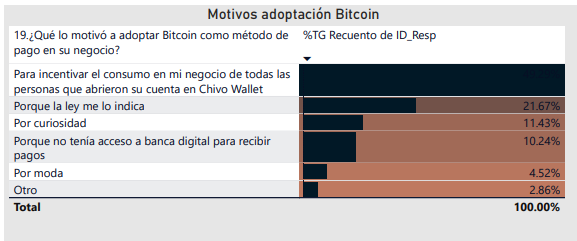 Motivos adoptación Bitcoin
19.¿Qué lo motivó a adoptar Bitcoin como método de %TG Recuento de ID_Resp
pago en su negocio?
Para incentivar el consumo en mi negocio de todas las
personas que abrieron su cuenta en Chivo Wallet
Porque la ley me lo indica 21.67%
Por curiosidad 11.43%
Porque no tenía acceso a banca digital para recibir 10.24%
pagos
Por moda 4.52%
Otro 2.86%
Total 100.00%